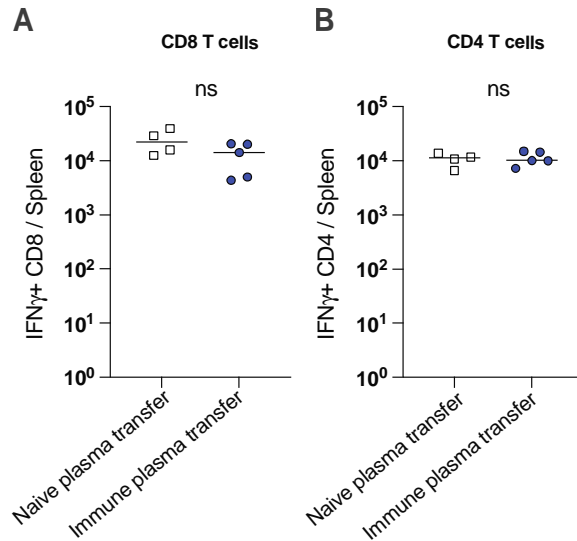 A
CD8 T cells
ns
IFNγ+ CD8 / Spleen
10⁵
10⁴
10³
10²
10¹
10⁰
Naive plasma transfer
Immune plasma transfer
B
CD4 T cells
ns
IFNγ+ CD4 / Spleen
10⁵
10⁴
10³
10²
10¹
10⁰
Naive plasma transfer
Immune plasma transfer